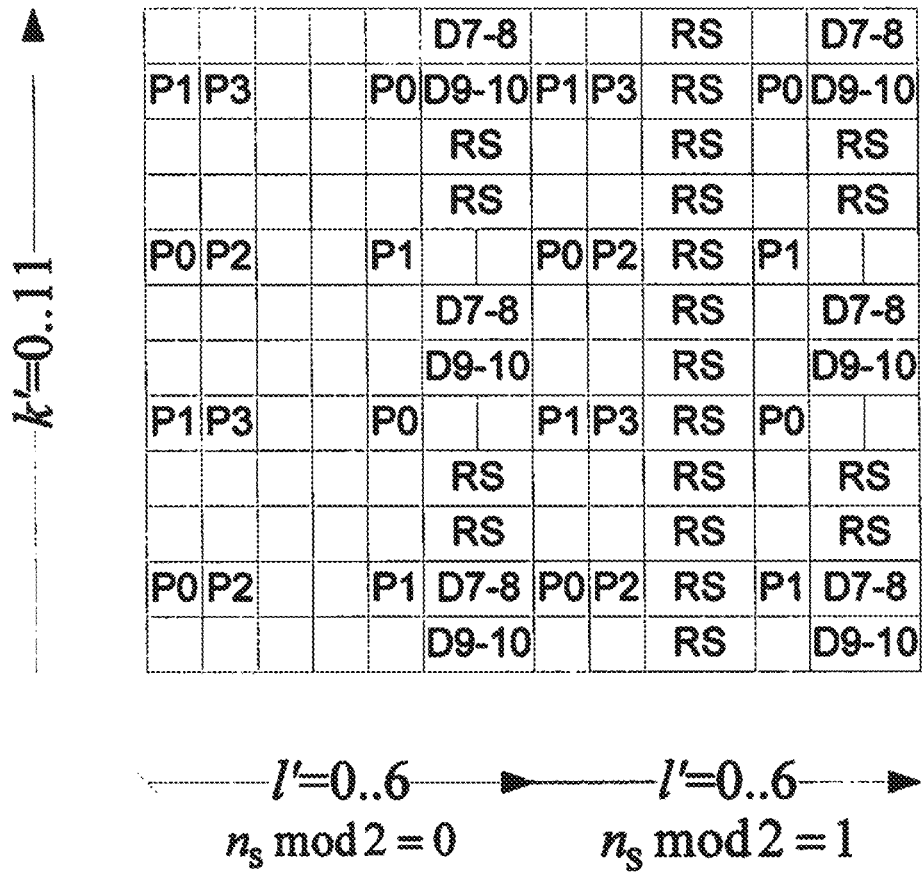 D7-8 RS D7-8
P1 P3 P0 D9-10 P1 P3 RS P0 D9-10
RS RS RS
RS RS RS
P0 P2 P1 P0 P2 RS P1
D7-8 RS D7-8
D9-10 RS D9-10
P1 P3 P0 P1 P3 RS P0
RS RS RS
RS RS RS
P0 P2 P1 D7-8 P0 P2 RS P1 D7-8
D9-10 RS D9-10
k'=0..11
l'=0..6 l'=0..6
n_s mod 2 = 0 n_s mod 2 = 1